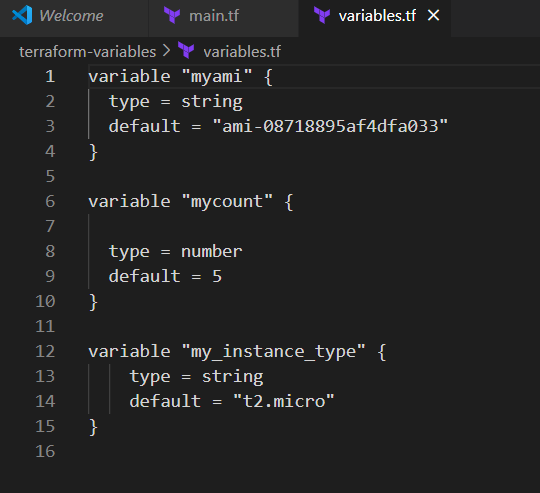 Welcome main.tf variables.tf
terraform-variables > variables.tf
1 variable "myami" {
2 type = string
3 default = "ami-08718895af4dfa033"
4 }
5
6 variable "mycount" {
7
8 type = number
9 default = 5
10 }
11
12 variable "my_instance_type" {
13 type = string
14 default = "t2.micro"
15 }
16